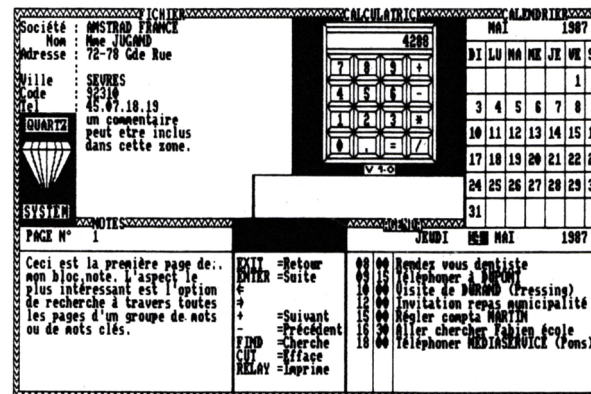 FICHIER
Société : AMSTRAD FRANCE
Nom : Mme JUGAND
Adresse : 72-78 Gde Rue
Ville : SEVRES
Code : 92310
Tel : 45.07.18.19
un commentaire
peut etre inclus
dans cette zone.
QUARTZ
SYSTEM
CALCULATRICE
4208
7 8 9 +
4 5 6 -
1 2 3 *
0 . = /
V 1.0
CALENDRIER
MAI 1987
DI LU MA ME JE VE S
1
3 4 5 6 7 8
10 11 12 13 14 15 1
17 18 19 20 21 22 2
24 25 26 27 28 29 3
31
NOTES
PAGE N° 1
Ceci est la première page de
mon bloc,note. L'aspect le
plus intéressant est l'option
de recherche à travers toutes
les pages d'un groupe de mots
ou de mots clés.
EXIT =Retour
ENTER =Suite
←
→
+ =Suivant
- =Précédent
FIND =Cherche
CUT =Efface
RELAY =Imprime
JEUDI MAI 1987
08 00 Rendez vous dentiste
09 15 Téléphoner à DUPONT
10 00 Visite de DURAND (Pressing)
12 00 Invitation repas municipalité
15 00 Régler compta MARTIN
16 30 Aller chercher Fabien école
18 00 Téléphoner MEDIASERVICE (Pons)